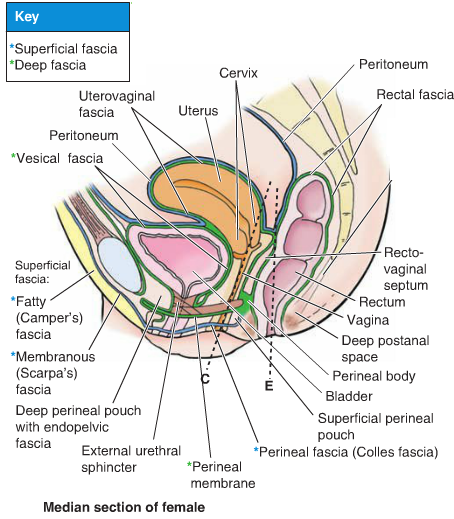 Key
*Superficial fascia
*Deep fascia
Cervix
Peritoneum
Uterovaginal
fascia
Uterus
Rectal fascia
Peritoneum
*Vesical fascia
Superficial
fascia:
*Fatty
(Camper's)
fascia
*Membranous
(Scarpa's)
fascia
Deep perineal pouch
with endopelvic
fascia
External urethral
sphincter
*Perineal
membrane
C
E
Recto-
vaginal
septum
Rectum
Vagina
Deep postanal
space
Perineal body
Bladder
Superficial perineal
pouch
*Perineal fascia (Colles fascia)
Median section of female